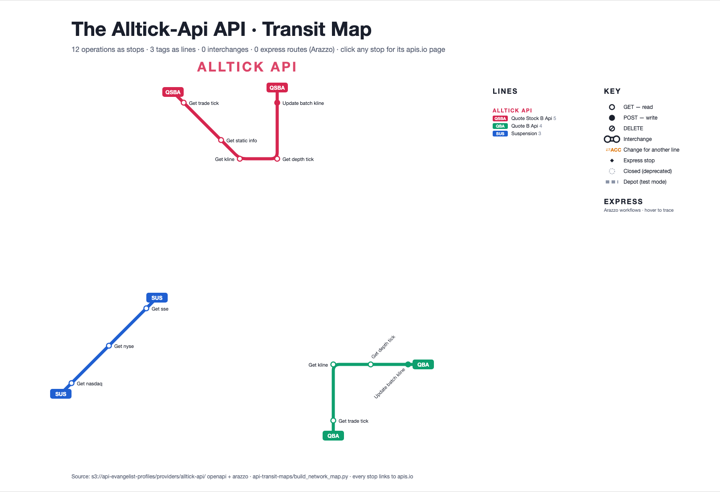 The Alltick-Api API · Transit Map
12 operations as stops · 3 tags as lines · 0 interchanges · 0 express routes (Arazzo) · click any stop for its apis.io page
ALLTICK API
QSBA
QSBA
Get trade tick
Update batch kline
Get static info
Get kline
Get depth tick
LINES
ALLTICK API
QSBA Quote Stock B Api 5
QBA Quote B Api 4
SUS Suspension 3
KEY
GET — read
POST — write
DELETE
Interchange
↔ACC Change for another line
Express stop
Closed (deprecated)
Depot (test mode)
EXPRESS
Arazzo workflows · hover to trace
SUS
Get sse
Get nyse
Get nasdaq
SUS
Get kline
Get depth tick
Update batch kline
QBA
Get trade tick
QBA
Source: s3://api-evangelist-profiles/providers/alltick-api/ openapi + arazzo · api-transit-maps/build_network_map.py · every stop links to apis.io